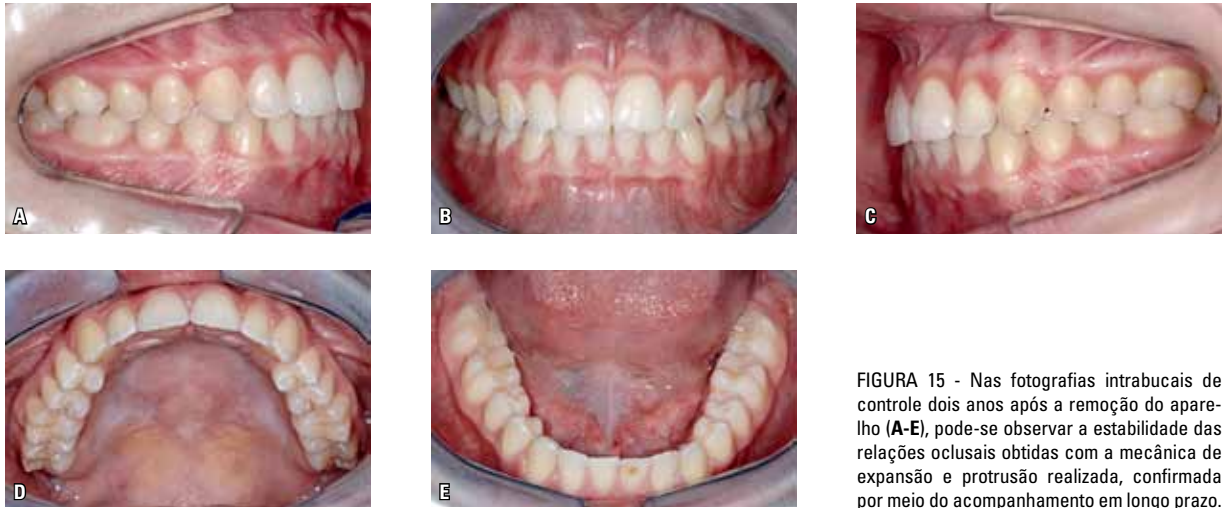 A
B
C
D
E
FIGURA 15 - Nas fotografias intrabucais de
controle dois anos após a remoção do apare-
lho (A-E), pode-se observar a estabilidade das
relações oclusais obtidas com a mecânica de
expansão e protrusão realizada, confirmada
por meio do acompanhamento em longo prazo.